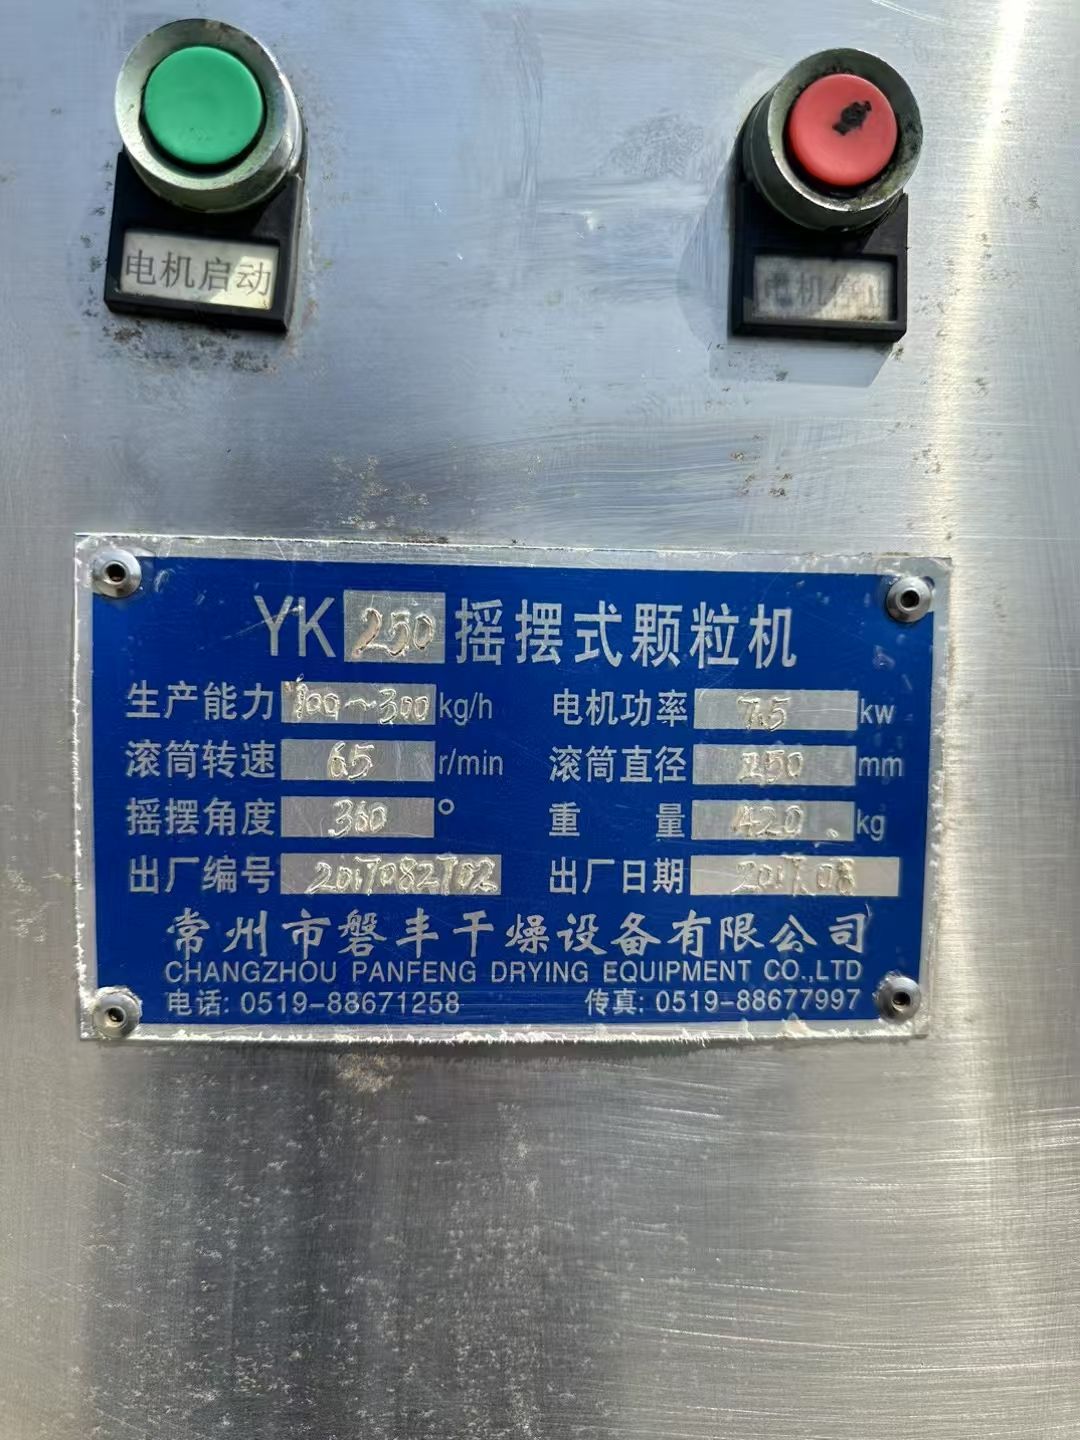 电机启动
电机停止
YK 250 摇摆式颗粒机
生产能力 100~300 kg/h 电机功率 7.5 kw
滚筒转速 65 r/min 滚筒直径 250 mm
摇摆角度 360 ° 重量 420 kg
出厂编号 出厂日期
常州市磐丰干燥设备有限公司
CHANGZHOU PANFENG DRYING EQUIPMENT CO.,LTD
电话: 0519-88671258 传真: 0519-88677997